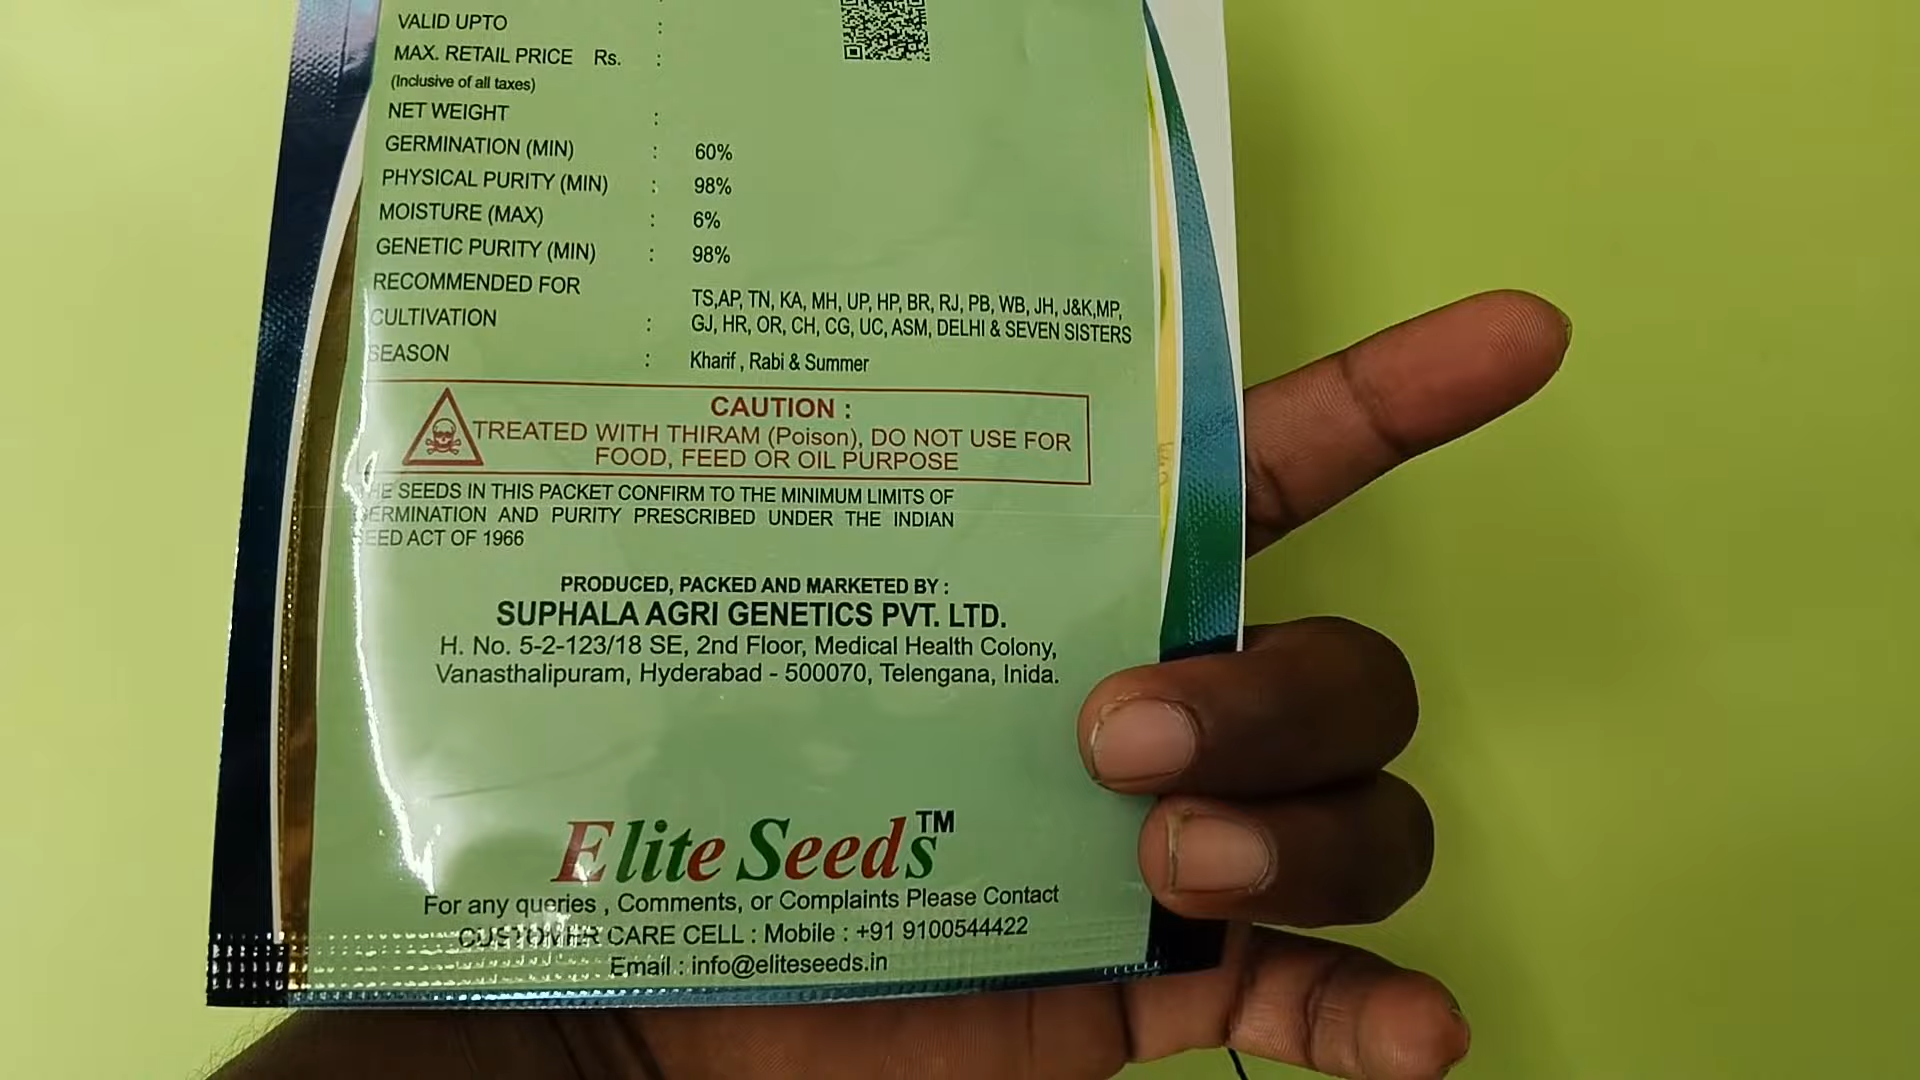 VALID UPTO :
MAX. RETAIL PRICE Rs. :
(Inclusive of all taxes)
NET WEIGHT :
GERMINATION (MIN) : 60%
PHYSICAL PURITY (MIN) : 98%
MOISTURE (MAX) : 6%
GENETIC PURITY (MIN) : 98%
RECOMMENDED FOR
TS,AP, TN, KA, MH, UP, HP, BR, RJ, PB, WB, JH, J&K,MP,
CULTIVATION : GJ, HR, OR, CH, CG, UC, ASM, DELHI & SEVEN SISTERS
SEASON : Kharif , Rabi & Summer
CAUTION :
TREATED WITH THIRAM (Poison), DO NOT USE FOR
FOOD, FEED OR OIL PURPOSE
THE SEEDS IN THIS PACKET CONFIRM TO THE MINIMUM LIMITS OF
GERMINATION AND PURITY PRESCRIBED UNDER THE INDIAN
SEED ACT OF 1966
PRODUCED, PACKED AND MARKETED BY :
SUPHALA AGRI GENETICS PVT. LTD.
H. No. 5-2-123/18 SE, 2nd Floor, Medical Health Colony,
Vanasthalipuram, Hyderabad - 500070, Telengana, Inida.
Elite Seeds™
For any queries , Comments, or Complaints Please Contact
CUSTOMER CARE CELL : Mobile : +91 9100544422
Email : info@eliteseeds.in